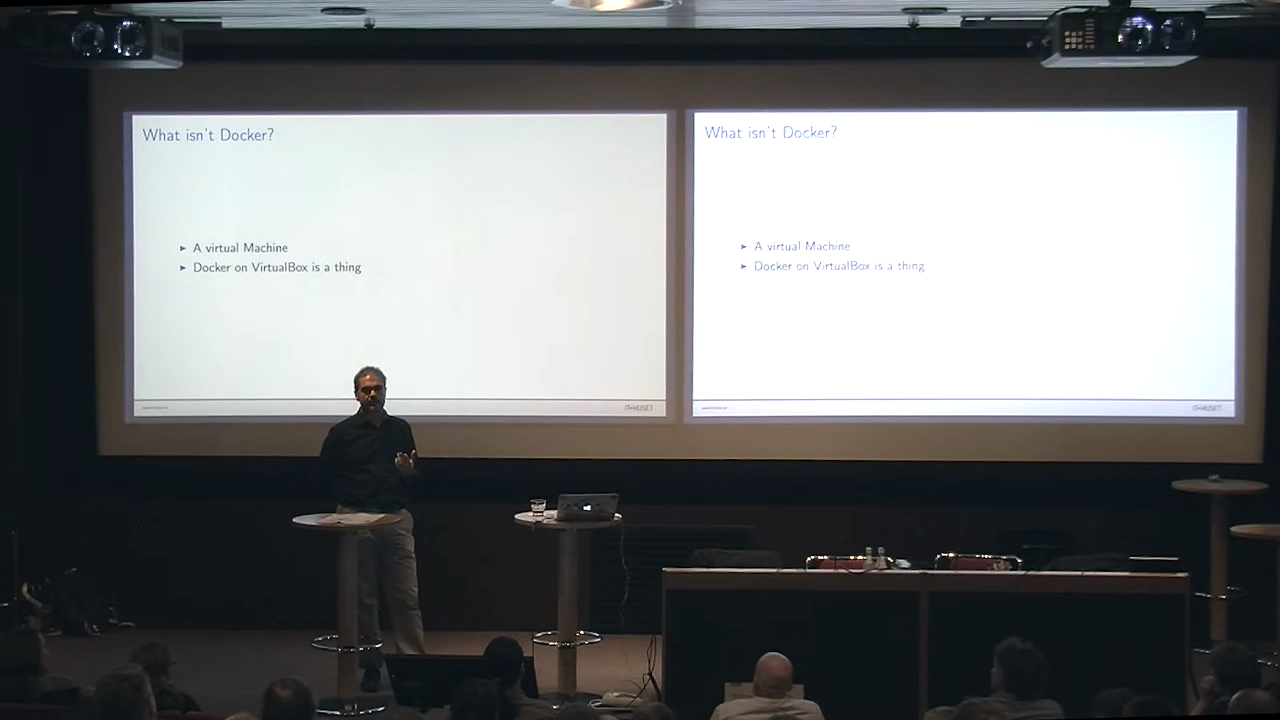 What isn't Docker?
► A virtual Machine
► Docker on VirtualBox is a thing
IT-HUSET
What isn't Docker?
► A virtual Machine
► Docker on VirtualBox is a thing
IT-HUSET